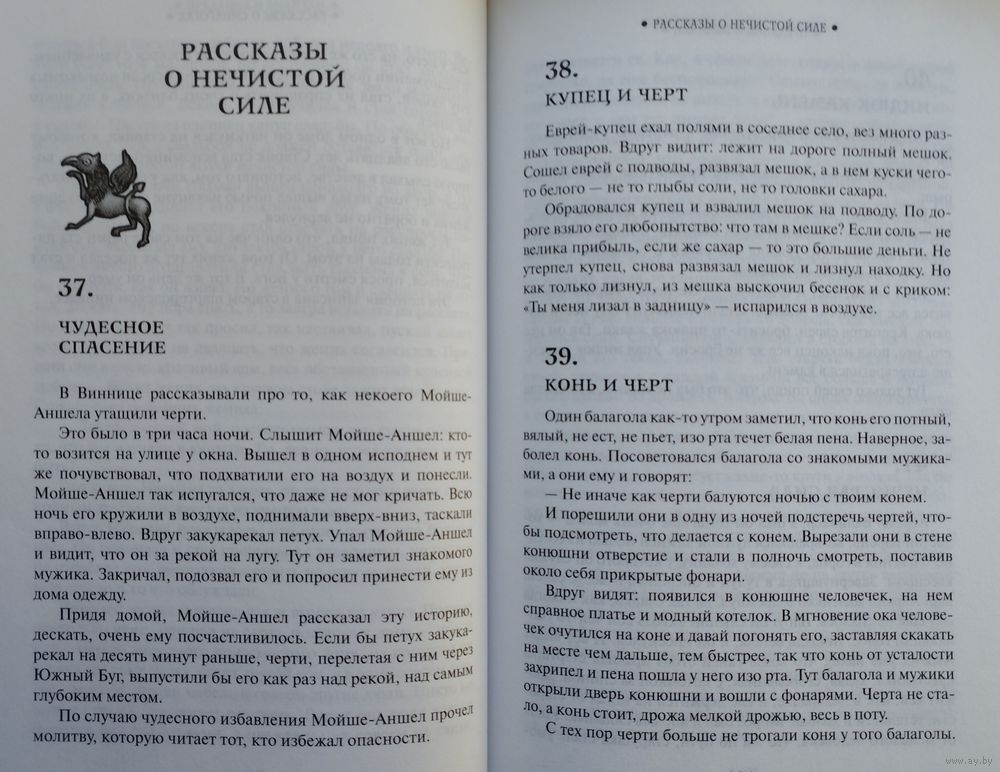 РАССКАЗЫ
О НЕЧИСТОЙ
СИЛЕ
37.
ЧУДЕСНОЕ
СПАСЕНИЕ
В Виннице рассказывали про то, как некоего Мойше-
Аншела утащили черти.
Это было в три часа ночи. Слышит Мойше-Аншел: кто-
то возится на улице у окна. Вышел в одном исподнем и тут
же почувствовал, что подхватили его на воздух и понесли.
Мойше-Аншел так испугался, что даже не мог кричать. Всю
ночь его кружили в воздухе, поднимали вверх-вниз, таскали
вправо-влево. Вдруг закукарекал петух. Упал Мойше-Аншел
и видит, что он за рекой на лугу. Тут он заметил знакомого
мужика. Закричал, подозвал его и попросил принести ему из
дома одежду.
Придя домой, Мойше-Аншел рассказал эту историю,
дескать, очень ему посчастливилось. Если бы петух закука-
рекал на десять минут раньше, черти, перелетая с ним через
Южный Буг, выпустили бы его как раз над рекой, над самым
глубоким местом.
По случаю чудесного избавления Мойше-Аншел прочел
молитву, которую читает тот, кто избежал опасности.
• РАССКАЗЫ О НЕЧИСТОЙ СИЛЕ •
38.
КУПЕЦ И ЧЕРТ
Еврей-купец ехал полями в соседнее село, вез много раз-
ных товаров. Вдруг видит: лежит на дороге полный мешок.
Сошел еврей с подводы, развязал мешок, а в нем куски чего-
то белого — не то глыбы соли, не то головки сахара.
Обрадовался купец и взвалил мешок на подводу. По до-
роге взяло его любопытство: что там в мешке? Если соль — не
велика прибыль, если же сахар — то это большие деньги. Не
утерпел купец, снова развязал мешок и лизнул находку. Но
как только лизнул, из мешка выскочил бесенок и с криком:
«Ты меня лизал в задницу» — испарился в воздухе.
39.
КОНЬ И ЧЕРТ
Один балагола как-то утром заметил, что конь его потный,
вялый, не ест, не пьет, изо рта течет белая пена. Наверное, за-
болел конь. Посоветовался балагола со знакомыми мужика-
ми, а они ему и говорят:
— Не иначе как черти балуются ночью с твоим конем.
И порешили они в одну из ночей подстеречь чертей, что-
бы подсмотреть, что делается с конем. Вырезали они в стене
конюшни отверстие и стали в полночь смотреть, поставив
около себя прикрытые фонари.
Вдруг видят: появился в конюшне человечек, на нем
справное платье и модный котелок. В мгновение ока челове-
чек очутился на коне и давай погонять его, заставляя скакать
на месте чем дальше, тем быстрее, так что конь от усталости
захрипел и пена пошла у него изо рта. Тут балагола и мужики
открыли дверь конюшни и вошли с фонарями. Черта не ста-
ло, а конь стоит, дрожа мелкой дрожью, весь в поту.
С тех пор черти больше не трогали коня у того балаголы.
www.ay.by